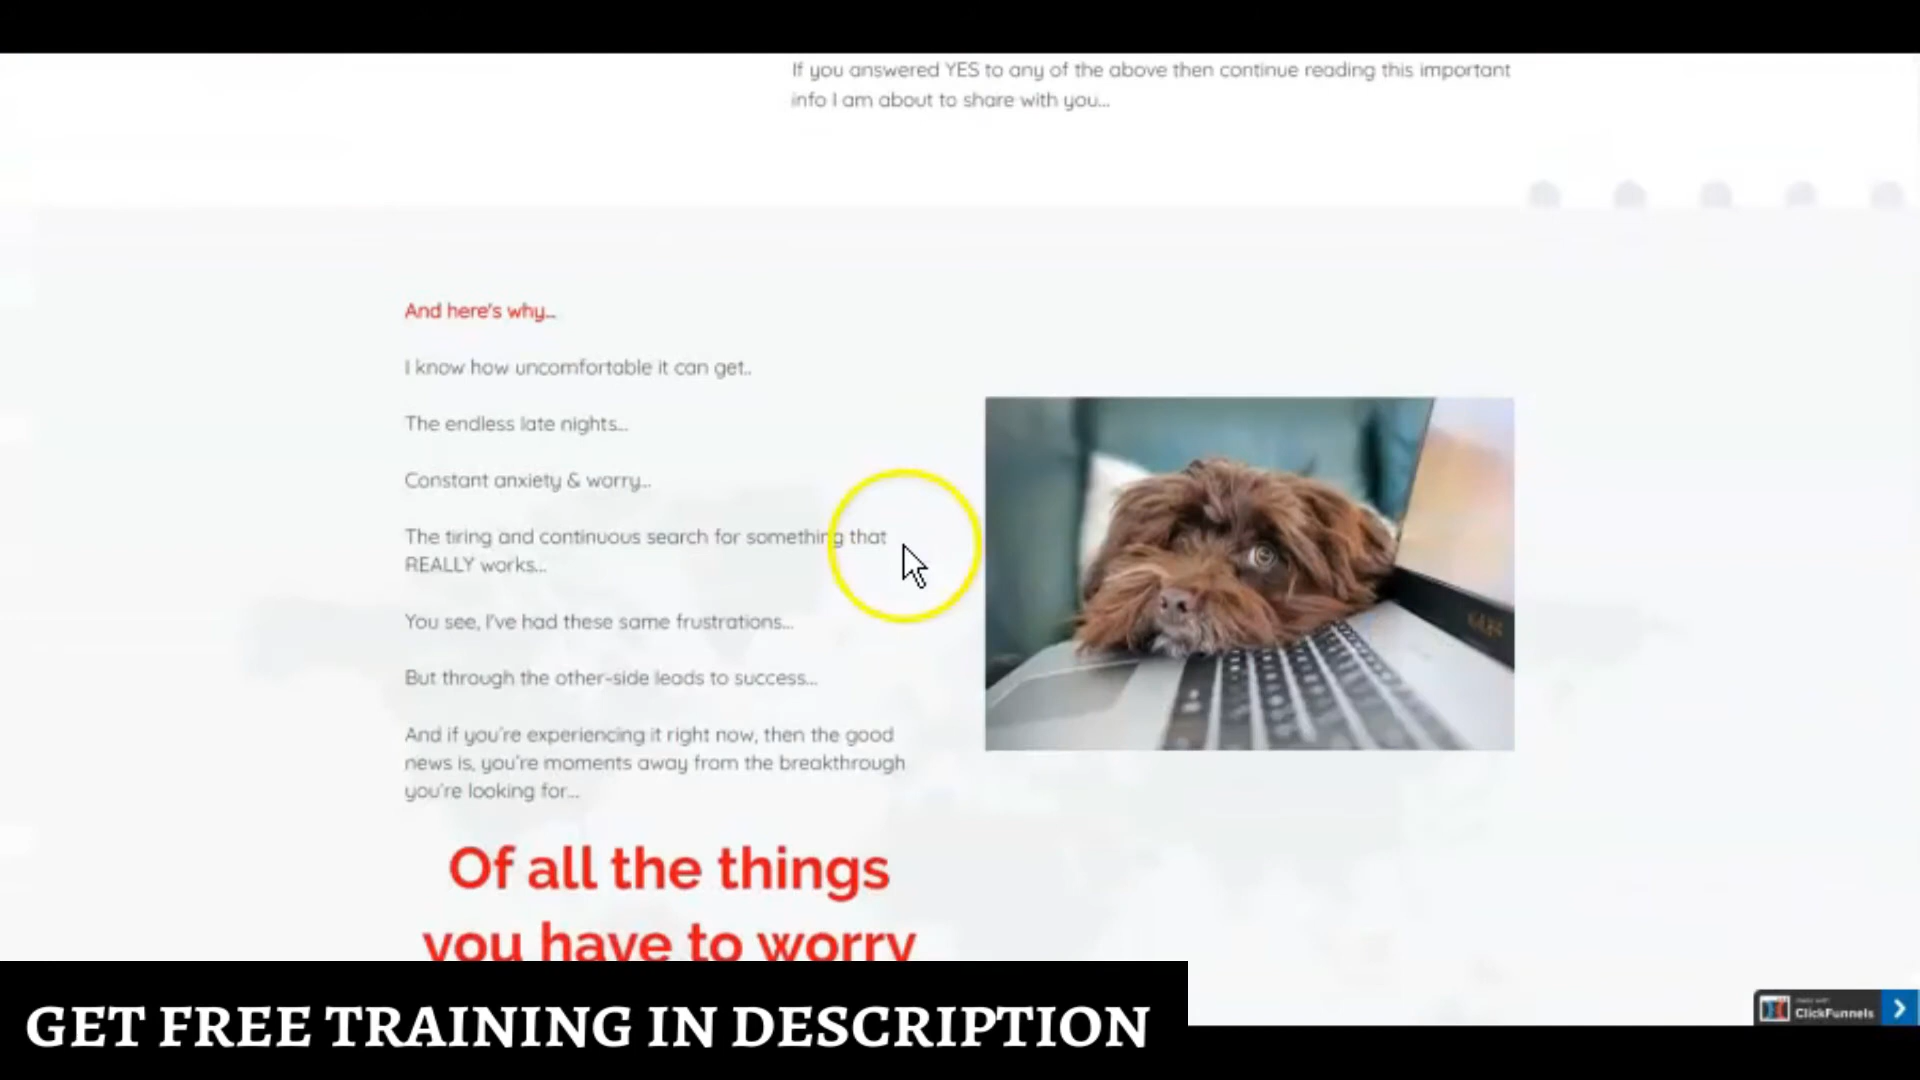 If you answered YES to any of the above then continue reading this important
info I am about to share with you...
And here's why...
I know how uncomfortable it can get..
The endless late nights...
Constant anxiety & worry...
The tiring and continuous search for something that
REALLY works...
You see, I've had these same frustrations...
But through the other-side leads to success...
And if you're experiencing it right now, then the good
news is, you're moments away from the breakthrough
you're looking for...
Of all the things
you have to worry
GET FREE TRAINING IN DESCRIPTION
ClickFunnels